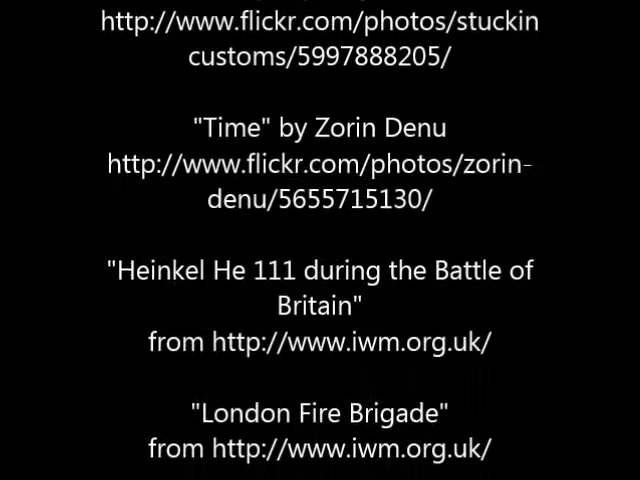 http://www.flickr.com/photos/stuckin
customs/5997888205/
"Time" by Zorin Denu
http://www.flickr.com/photos/zorin-
denu/5655715130/
"Heinkel He 111 during the Battle of
Britain"
from http://www.iwm.org.uk/
"London Fire Brigade"
from http://www.iwm.org.uk/